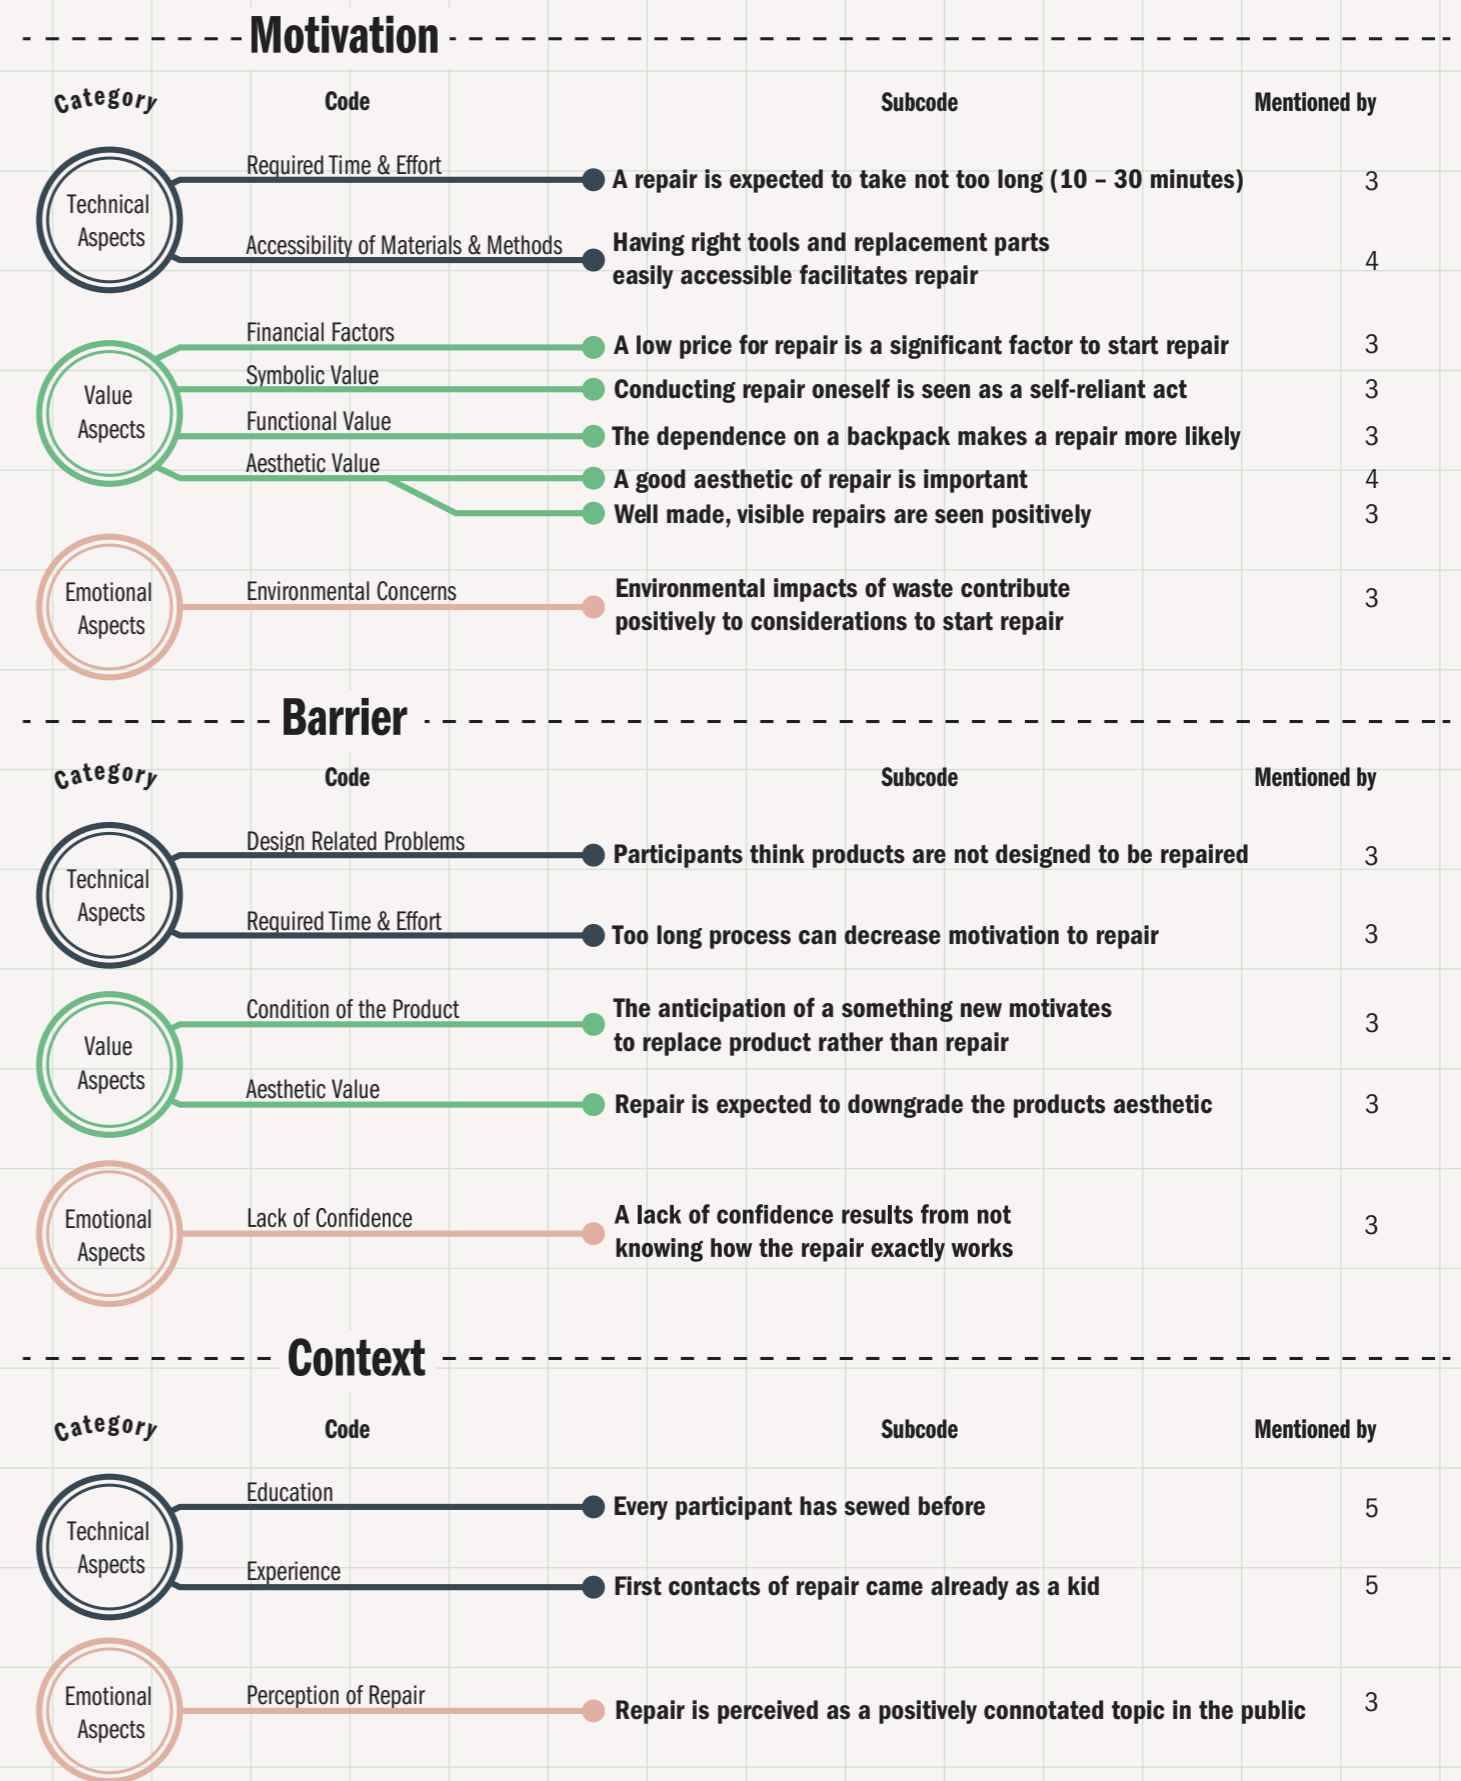 Motivation
Category Code Subcode Mentioned by
Technical
Aspects
Required Time & Effort
A repair is expected to take not too long (10 – 30 minutes) 3
Accessibility of Materials & Methods
Having right tools and replacement parts
easily accessible facilitates repair 4
Value
Aspects
Financial Factors
A low price for repair is a significant factor to start repair 3
Symbolic Value
Conducting repair oneself is seen as a self-reliant act 3
Functional Value
The dependence on a backpack makes a repair more likely 3
Aesthetic Value
A good aesthetic of repair is important 4
Well made, visible repairs are seen positively 3
Emotional
Aspects
Environmental Concerns
Environmental impacts of waste contribute
positively to considerations to start repair 3
Barrier
Category Code Subcode Mentioned by
Technical
Aspects
Design Related Problems
Participants think products are not designed to be repaired 3
Required Time & Effort
Too long process can decrease motivation to repair 3
Value
Aspects
Condition of the Product
The anticipation of a something new motivates
to replace product rather than repair 3
Aesthetic Value
Repair is expected to downgrade the products aesthetic 3
Emotional
Aspects
Lack of Confidence
A lack of confidence results from not
knowing how the repair exactly works 3
Context
Category Code Subcode Mentioned by
Technical
Aspects
Education
Every participant has sewed before 5
Experience
First contacts of repair came already as a kid 5
Emotional
Aspects
Perception of Repair
Repair is perceived as a positively connotated topic in the public 3